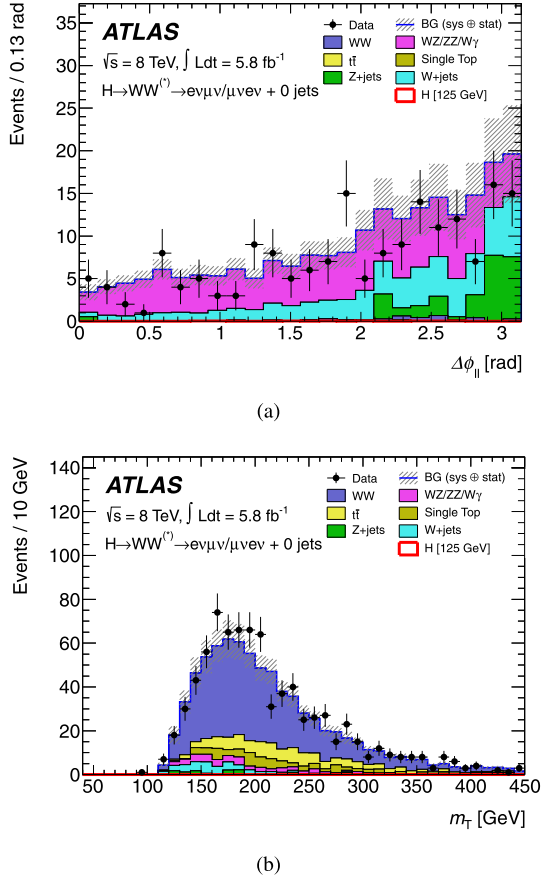 Events / 0.13 rad
35
30
25
20
15
10
5
0
ATLAS
√s = 8 TeV, ∫ Ldt = 5.8 fb⁻¹
H→WW⁽*⁾→eνμν/μνeν + 0 jets
Data
BG (sys ⊕ stat)
WW
WZ/ZZ/Wγ
tt̄
Single Top
Z+jets
W+jets
H [125 GeV]
0 0.5 1 1.5 2 2.5 3
Δϕ_ll [rad]
(a)
Events / 10 GeV
140
120
100
80
60
40
20
0
ATLAS
√s = 8 TeV, ∫ Ldt = 5.8 fb⁻¹
H→WW⁽*⁾→eνμν/μνeν + 0 jets
Data
BG (sys ⊕ stat)
WW
WZ/ZZ/Wγ
tt̄
Single Top
Z+jets
W+jets
H [125 GeV]
50 100 150 200 250 300 350 400 450
m_T [GeV]
(b)